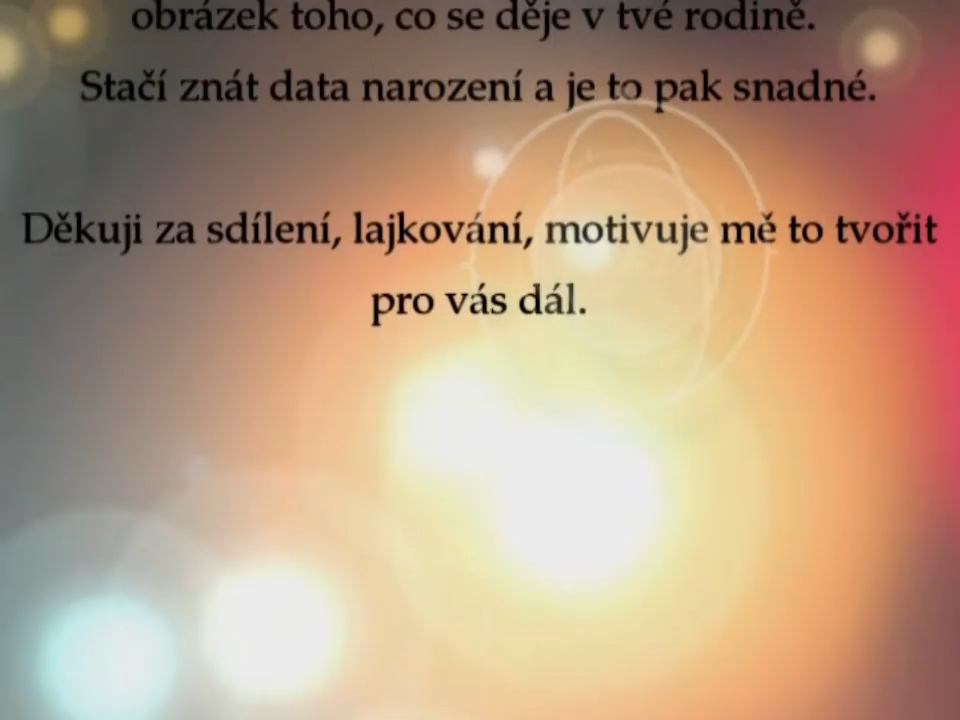 obrázek toho, co se děje v tvé rodině.
Stačí znát data narození a je to pak snadné.
Děkuji za sdílení, lajkování, motivuje mě to tvořit
pro vás dál.